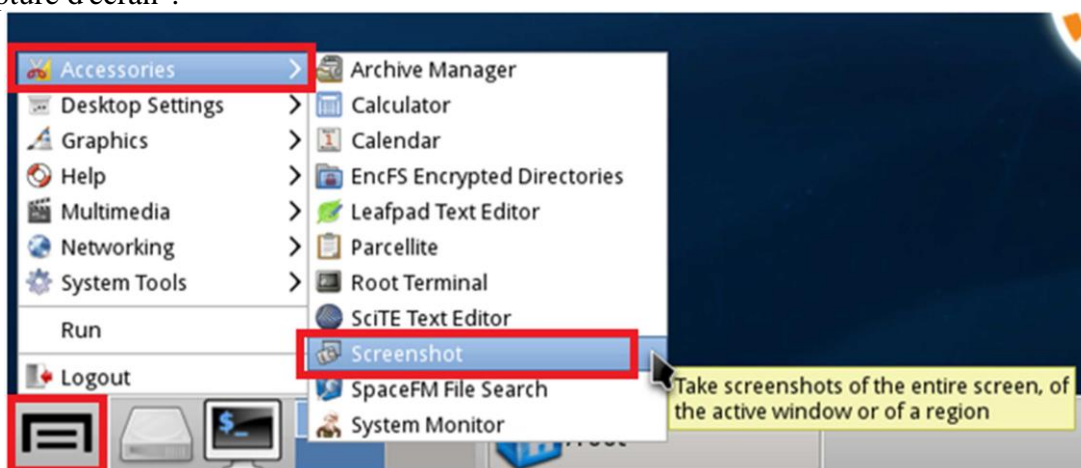 d'écran".
Accessories
Desktop Settings
Graphics
Help
Multimedia
Networking
System Tools
Run
Logout
Archive Manager
Calculator
Calendar
EncFS Encrypted Directories
Leafpad Text Editor
Parcellite
Root Terminal
SciTE Text Editor
Screenshot
SpaceFM File Search
System Monitor
Take screenshots of the entire screen, of
the active window or of a region